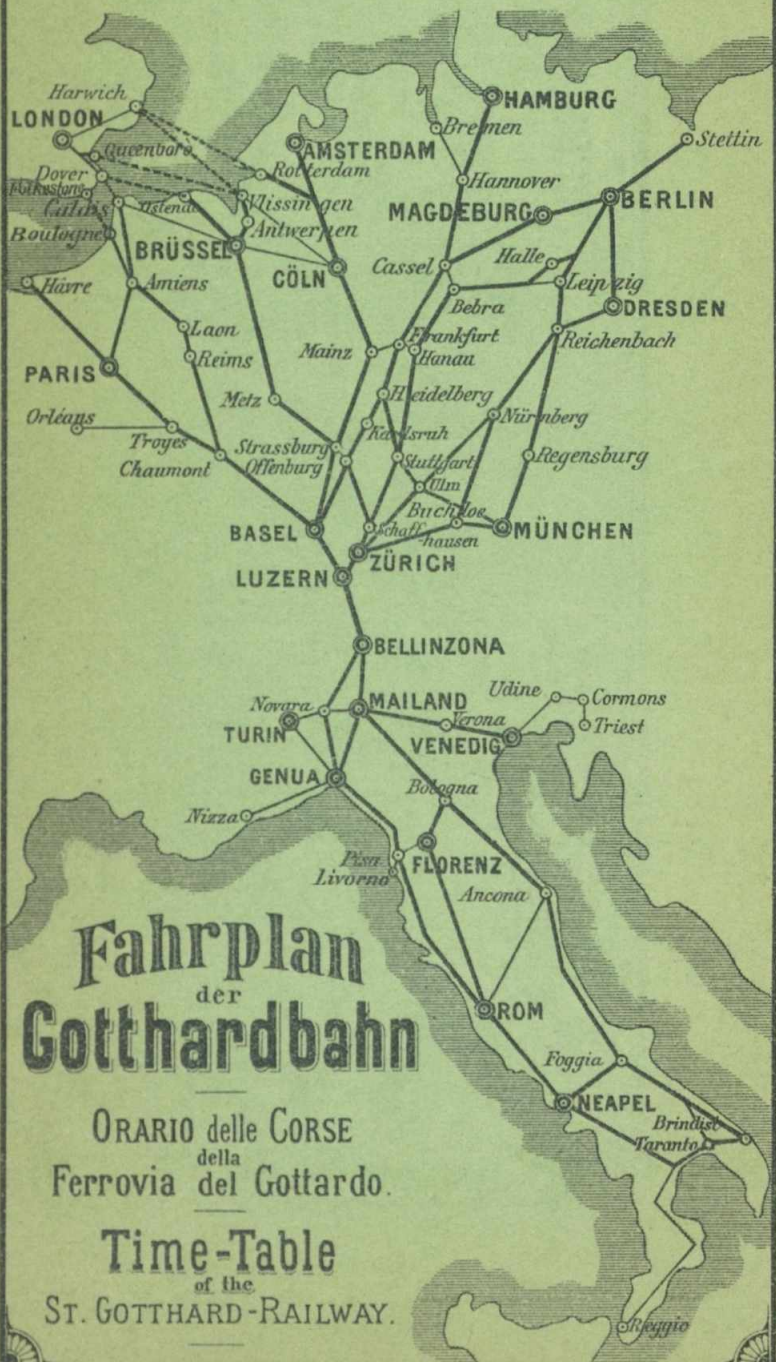 Harwich
HAMBURG
LONDON
Bremen
Queenboro
AMSTERDAM
Stettin
Dover
Rotterdam
Folkestone
Hannover
Calais
Ostende
Vlissingen
MAGDEBURG
BERLIN
Boulogne
Antwerpen
BRÜSSEL
CÖLN
Cassel
Halle
Hâvre
Amiens
Leipzig
Bebra
DRESDEN
Laon
Frankfurt
Reichenbach
Mainz
Hanau
Reims
PARIS
Metz
Heidelberg
Orléans
Nürnberg
Troyes
Karlsruh
Strassburg
Chaumont
Offenburg
Stuttgart
Regensburg
Ulm
Buchloe
BASEL
Schaff-
hausen
MÜNCHEN
ZÜRICH
LUZERN
BELLINZONA
Udine
Cormons
Novara
MAILAND
Verona
Triest
TURIN
VENEDIG
GENUA
Bologna
Nizza
Pisa
FLORENZ
Livorno
Ancona
Fahrplan
der
Gotthardbahn
ROM
Foggia
NEAPEL
Brindisi
Taranto
ORARIO delle CORSE
della
Ferrovia del Gottardo.
Time-Table
of the
ST. GOTTHARD-RAILWAY.
Reggio